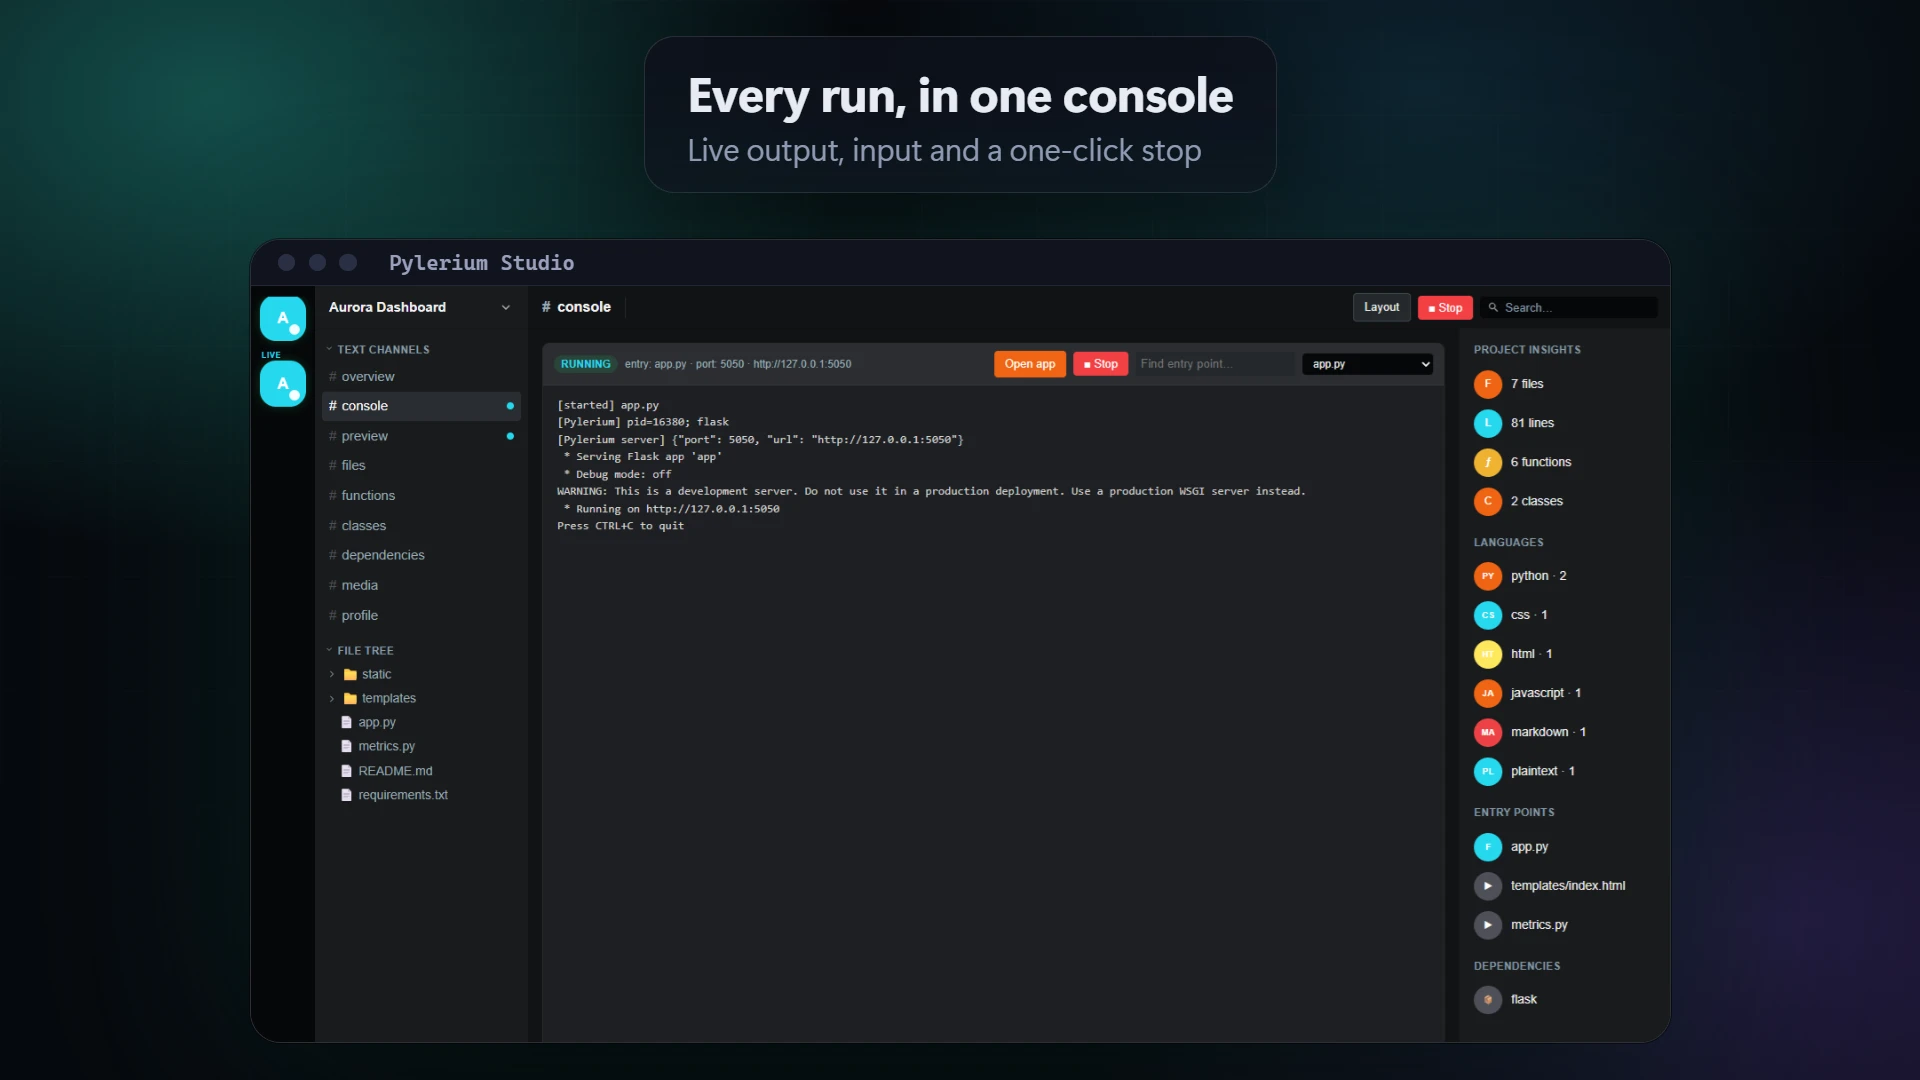 Every run, in one console
Live output, input and a one-click stop
Pylerium Studio
A
LIVE
A
Aurora Dashboard
TEXT CHANNELS
# overview
# console
# preview
# files
# functions
# classes
# dependencies
# media
# profile
FILE TREE
static
templates
app.py
metrics.py
README.md
requirements.txt
# console
Layout
Stop
Search...
RUNNING
entry: app.py · port: 5050 · http://127.0.0.1:5050
Open app
Stop
Find entry point...
app.py
[started] app.py
[Pylerium] pid=16380; flask
[Pylerium server] {"port": 5050, "url": "http://127.0.0.1:5050"}
* Serving Flask app 'app'
* Debug mode: off
WARNING: This is a development server. Do not use it in a production deployment. Use a production WSGI server instead.
* Running on http://127.0.0.1:5050
Press CTRL+C to quit
PROJECT INSIGHTS
F 7 files
L 81 lines
ƒ 6 functions
C 2 classes
LANGUAGES
PY python · 2
CS css · 1
HT html · 1
JA javascript · 1
MA markdown · 1
PL plaintext · 1
ENTRY POINTS
F app.py
templates/index.html
metrics.py
DEPENDENCIES
flask